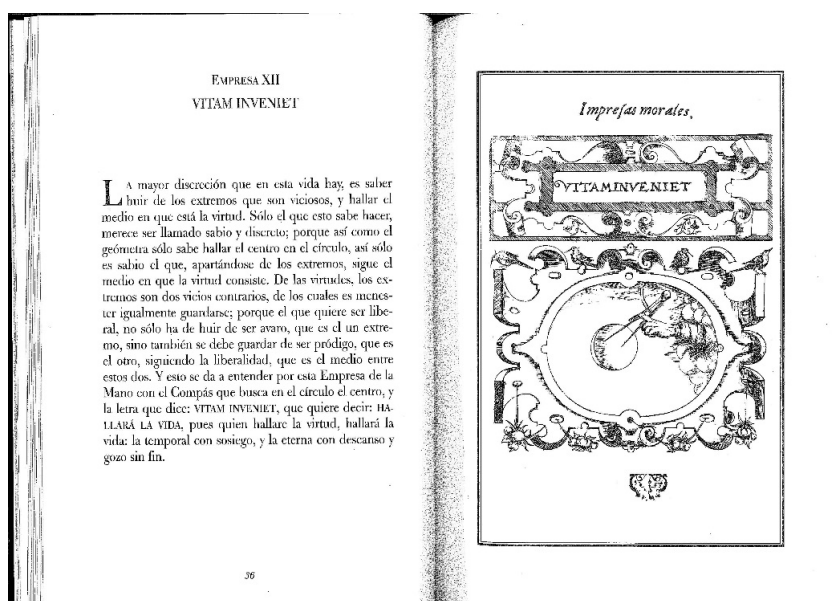 EMPRESA XII
VITAM INVENIET
LA mayor discreción que en esta vida hay, es saber
huir de los extremos que son viciosos, y hallar el
medio en que está la virtud. Sólo el que esto sabe hacer,
merece ser llamado sabio y discreto; porque así como el
geómetra sólo sabe hallar el centro en el círculo, así sólo
es sabio el que, apartándose de los extremos, sigue el
medio en que la virtud consiste. De las virtudes, los ex-
tremos son dos vicios contrarios, de los cuales es menes-
ter igualmente guardarse; porque el que quiere ser libe-
ral, no sólo ha de huir de ser avaro, que es el un extre-
mo, sino también se debe guardar de ser pródigo, que es
el otro, siguiendo la liberalidad, que es el medio entre
estos dos. Y esto se da a entender por esta Empresa de la
Mano con el Compás que busca en el círculo el centro, y
la letra que dice: VITAM INVENIET, que quiere decir: HA-
LLARÁ LA VIDA, pues quien hallare la virtud, hallará la
vida: la temporal con sosiego, y la eterna con descanso y
gozo sin fin.
36
Impresas morales.
VITAM INVENIET